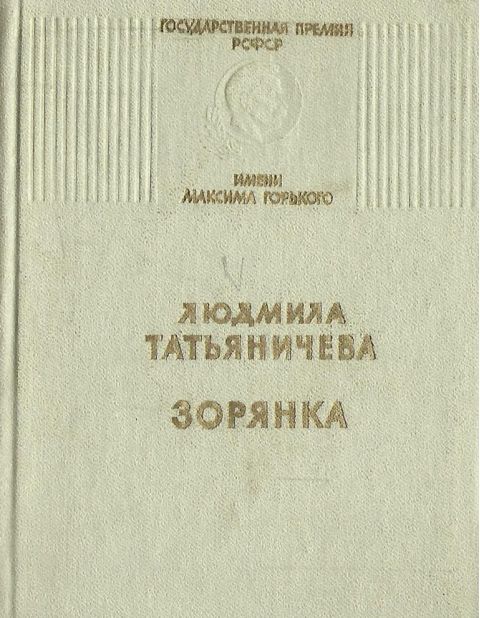 ГОСУДАРСТВЕННАЯ ПРЕМИЯ
РСФСР
ИМЕНИ
МАКСИМА ГОРЬКОГО
ЛЮДМИЛА
ТАТЬЯНИЧЕВА
ЗОРЯНКА